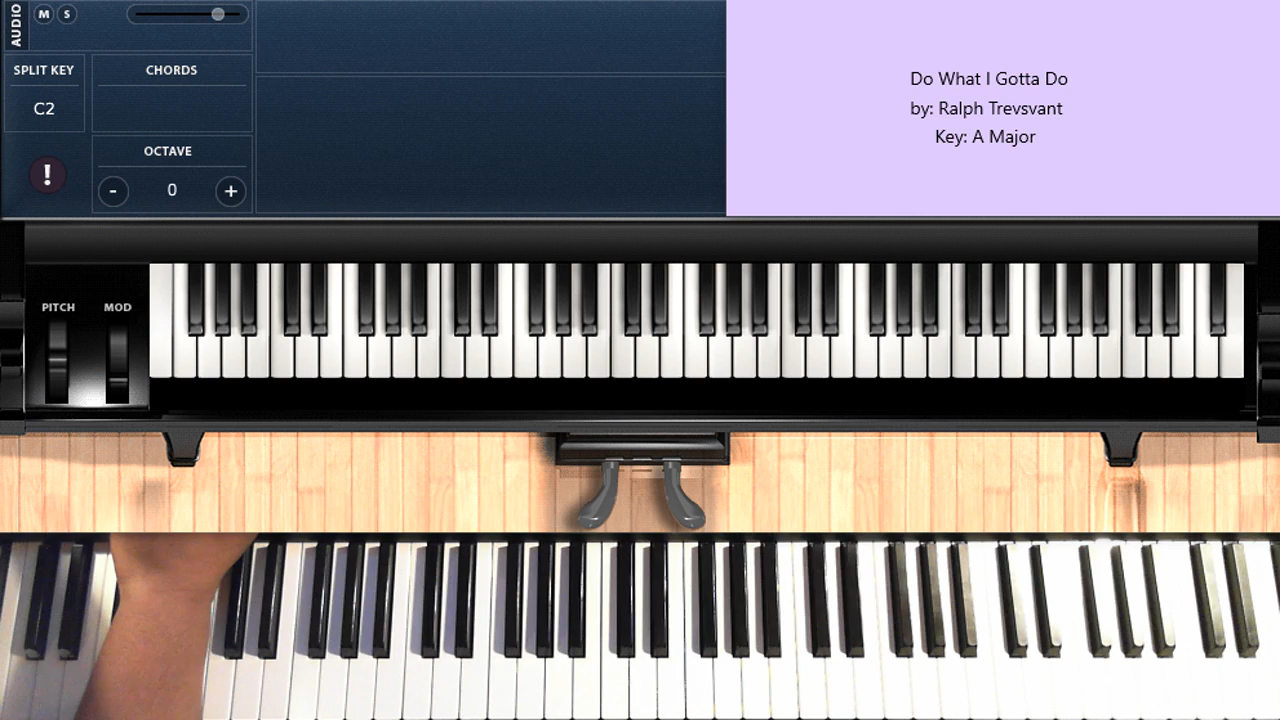 AUDIO
M S
SPLIT KEY
CHORDS
C2
OCTAVE
!
- 0 +
Do What I Gotta Do
by: Ralph Trevsvant
Key: A Major
PITCH MOD